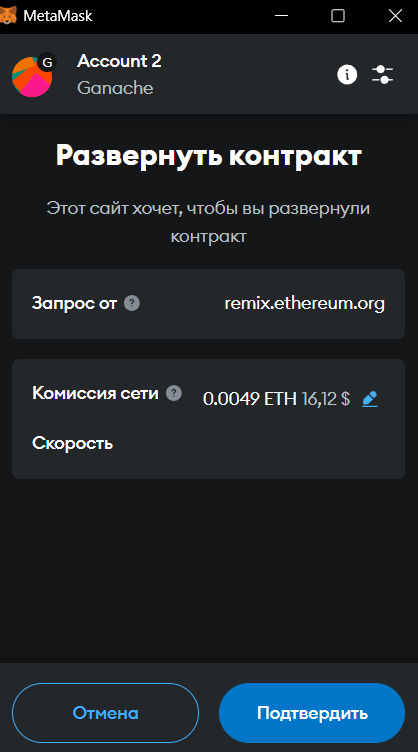 MetaMask
G
Account 2
Ganache
Развернуть контракт
Этот сайт хочет, чтобы вы развернули
контракт
Запрос от ? remix.ethereum.org
Комиссия сети ? 0.0049 ETH 16,12 $
Скорость
Отмена Подтвердить